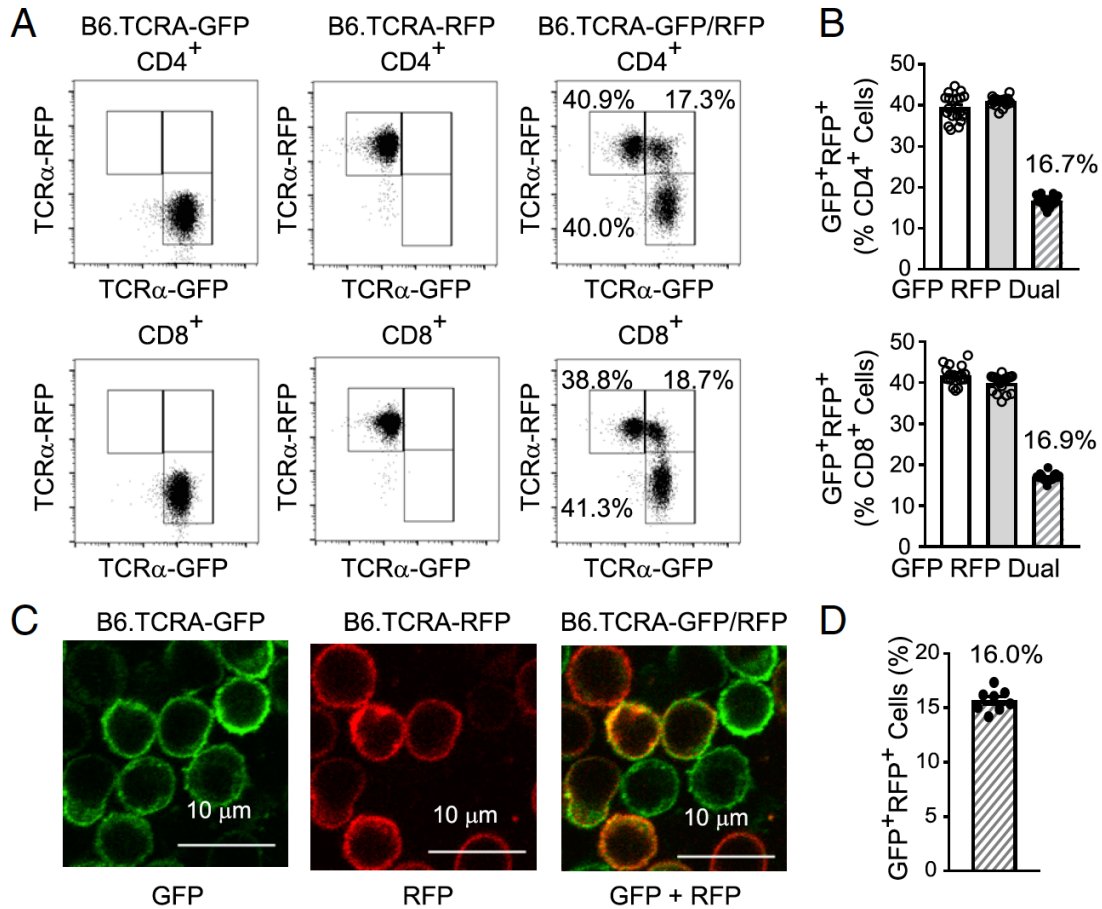 A
B6.TCRA-GFP
CD4+
B6.TCRA-RFP
CD4+
B6.TCRA-GFP/RFP
CD4+
TCRα-RFP
TCRα-GFP
TCRα-RFP
TCRα-GFP
40.9% 17.3%
40.0%
TCRα-RFP
TCRα-GFP
CD8+
CD8+
CD8+
TCRα-RFP
TCRα-GFP
TCRα-RFP
TCRα-GFP
38.8% 18.7%
41.3%
TCRα-RFP
TCRα-GFP
B
GFP+RFP+
(% CD4+ Cells)
50
40
30
20
10
0
16.7%
GFP RFP Dual
GFP+RFP+
(% CD8+ Cells)
50
40
30
20
10
0
16.9%
GFP RFP Dual
C
B6.TCRA-GFP
10 μm
GFP
B6.TCRA-RFP
10 μm
RFP
B6.TCRA-GFP/RFP
10 μm
GFP + RFP
D
GFP+RFP+ Cells (%)
20
15
10
5
0
16.0%